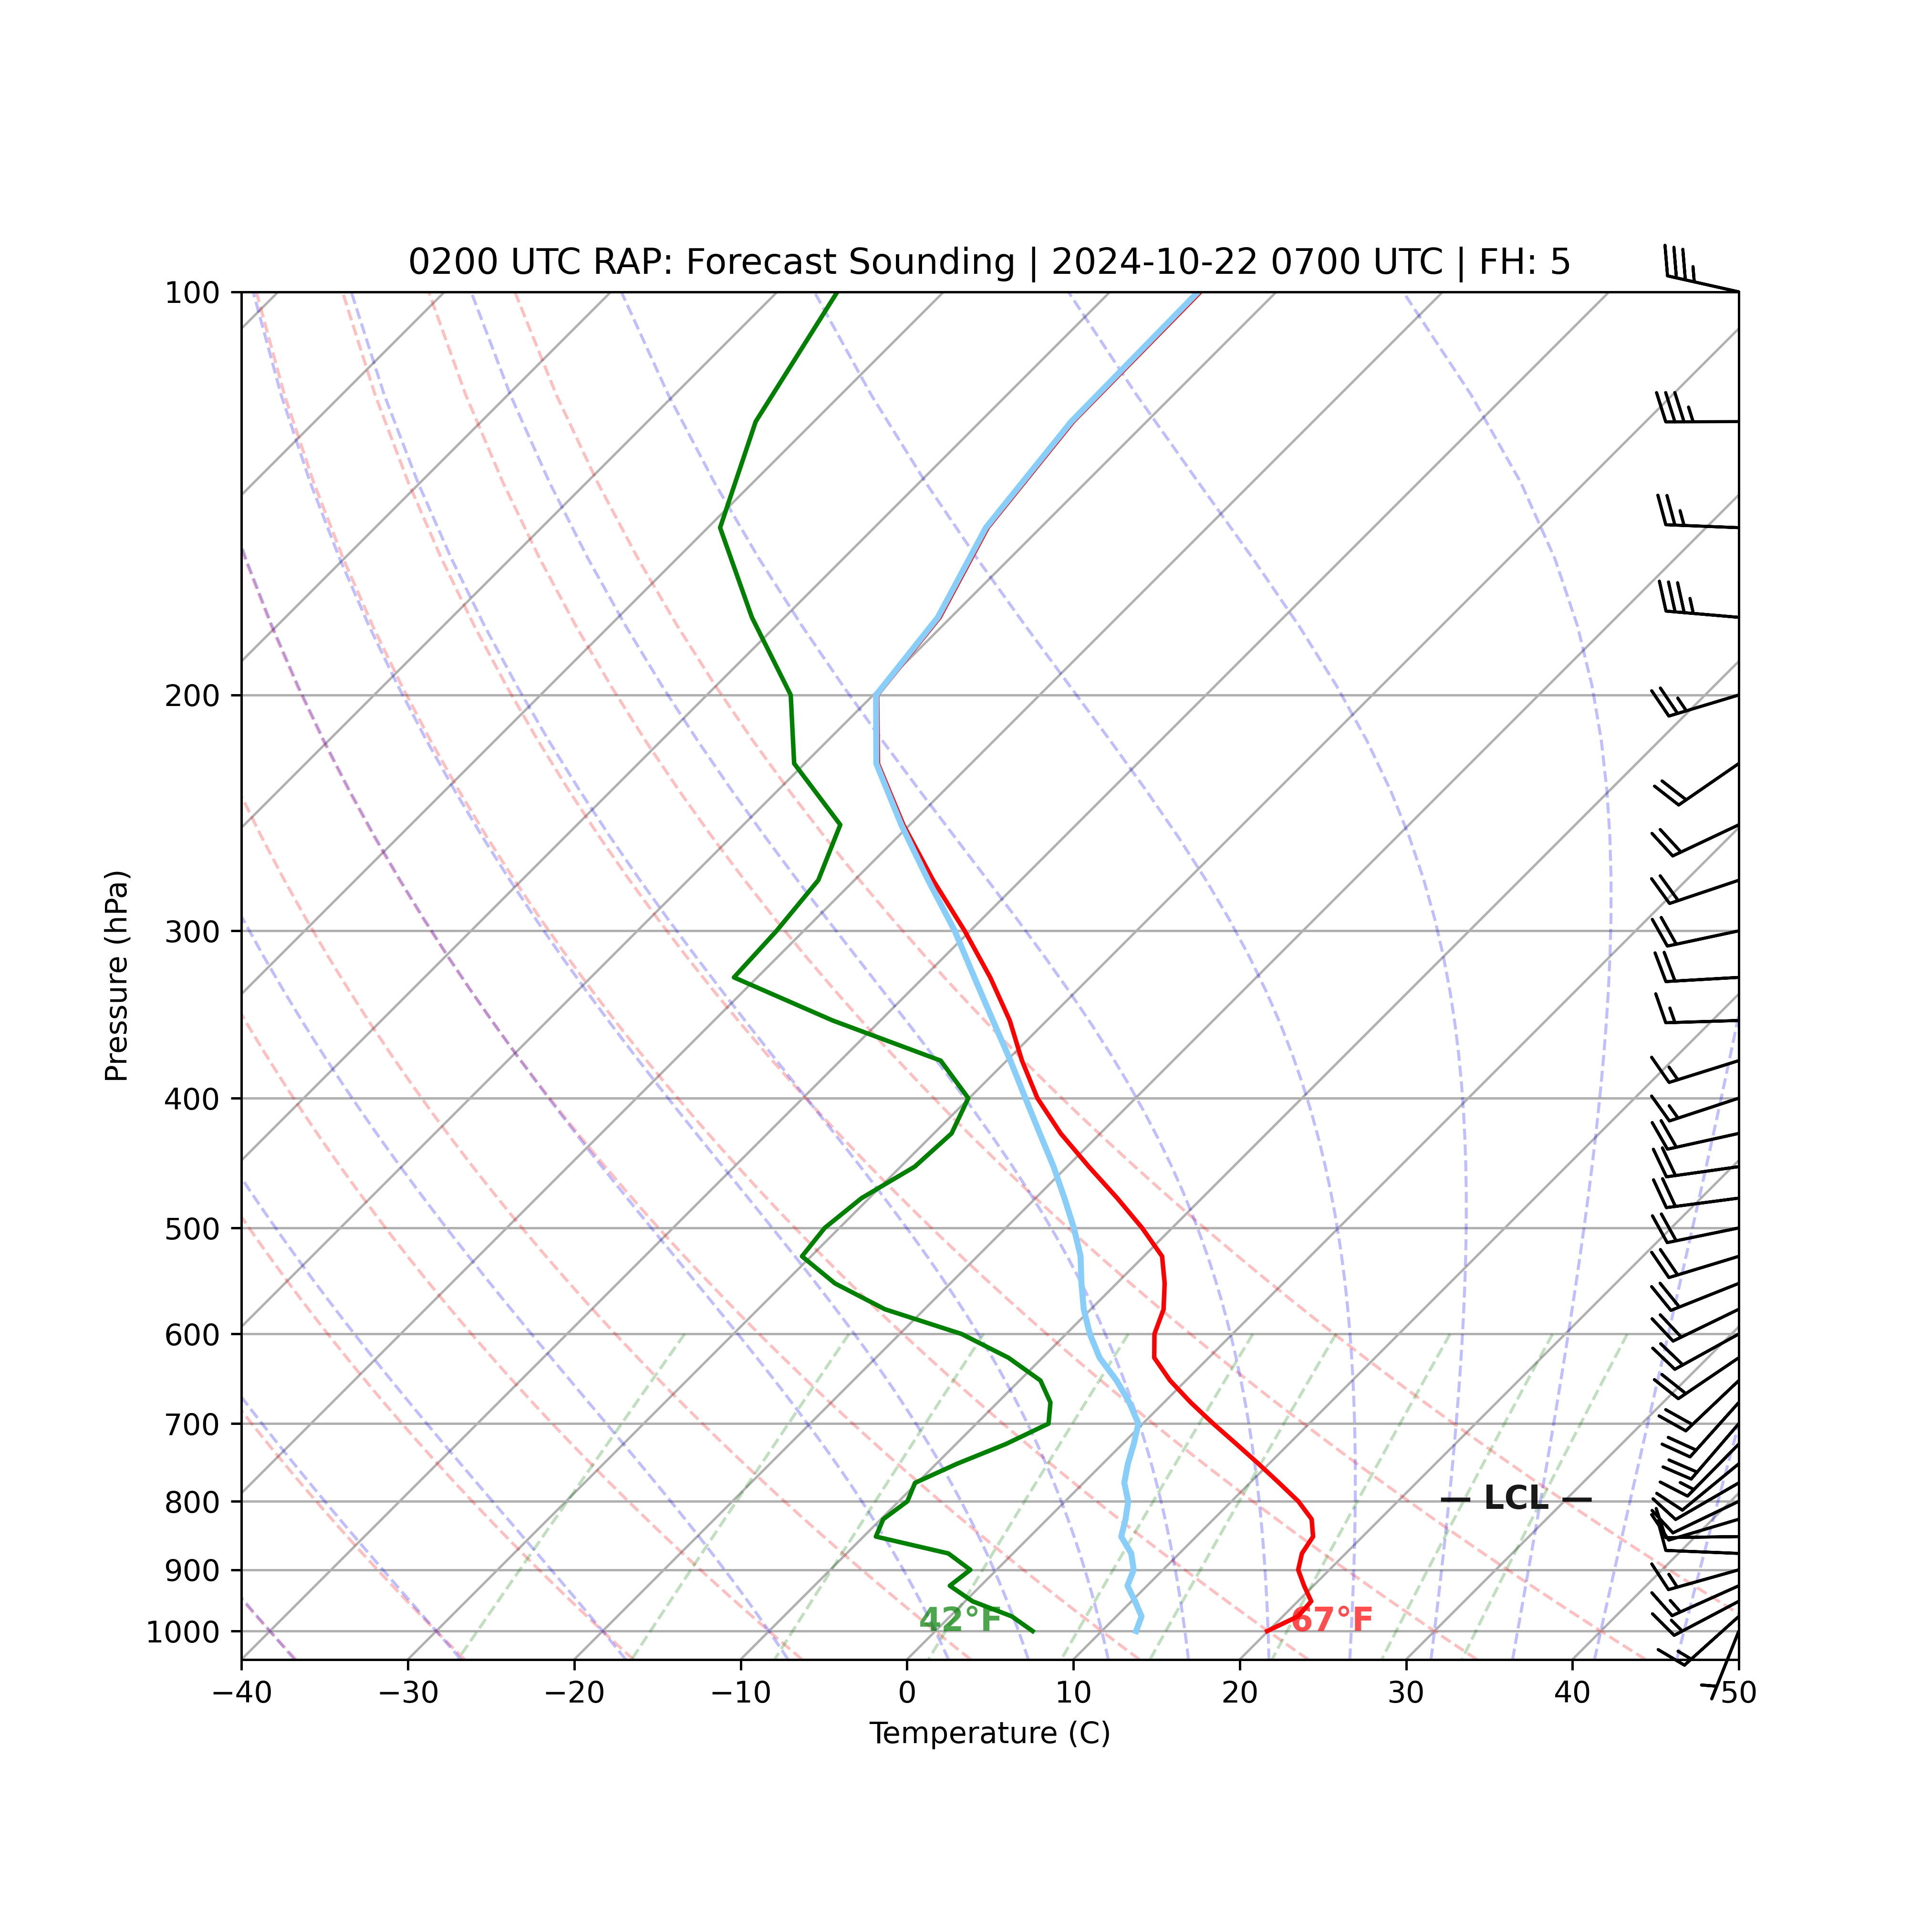 0200 UTC RAP: Forecast Sounding | 2024-10-22 0700 UTC | FH: 5
100
200
300
400
500
600
700
800
900
1000
Pressure (hPa)
LCL
42°F
67°F
−40 −30 −20 −10 0 10 20 30 40 50
Temperature (C)